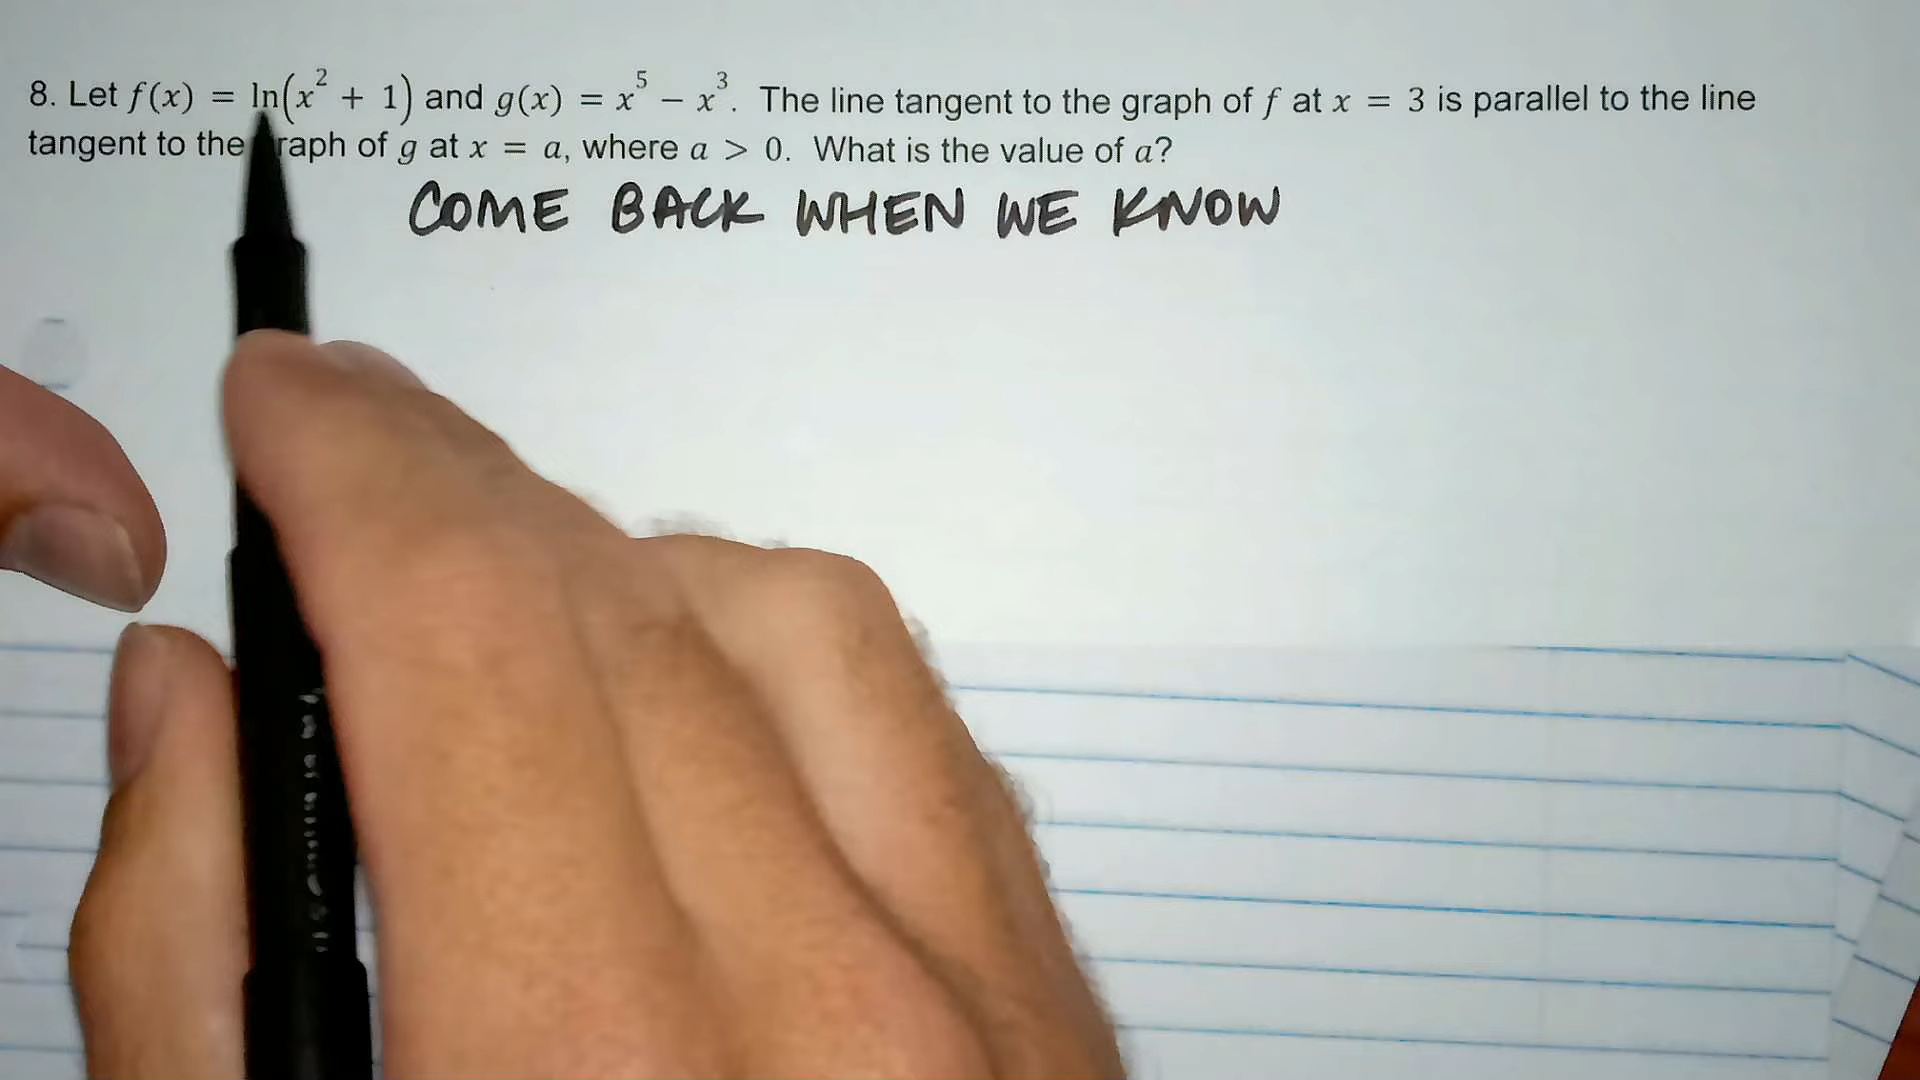 8. Let f(x) = ln(x² + 1) and g(x) = x⁵ − x³. The line tangent to the graph of f at x = 3 is parallel to the line
tangent to the raph of g at x = a, where a > 0. What is the value of a?
COME BACK WHEN WE KNOW